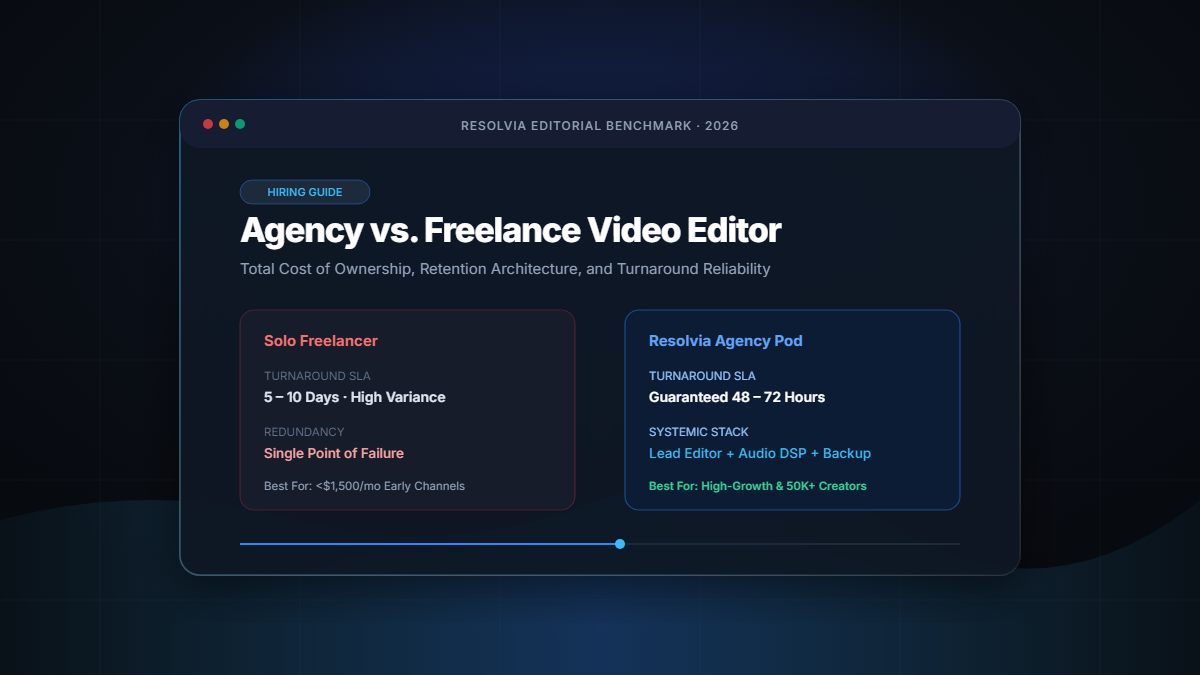 RESOLVIA EDITORIAL BENCHMARK · 2026
HIRING GUIDE
Agency vs. Freelance Video Editor
Total Cost of Ownership, Retention Architecture, and Turnaround Reliability
Solo Freelancer
TURNAROUND SLA
5 – 10 Days · High Variance
REDUNDANCY
Single Point of Failure
Best For: <$1,500/mo Early Channels
Resolvia Agency Pod
TURNAROUND SLA
Guaranteed 48 – 72 Hours
SYSTEMIC STACK
Lead Editor + Audio DSP + Backup
Best For: High-Growth & 50K+ Creators